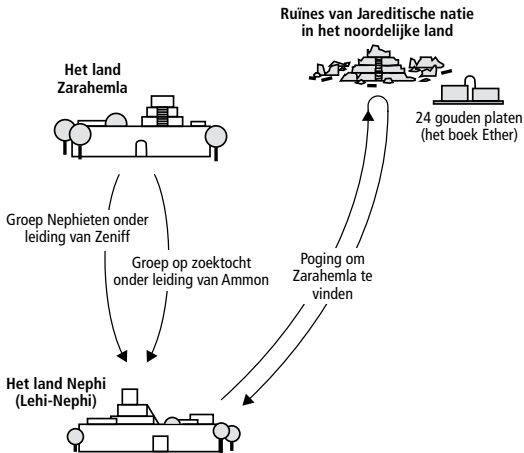 Ruïnes van Jareditische natie
in het noordelijke land
Het land
Zarahemla
24 gouden platen
(het boek Ether)
Groep Nephieten onder
leiding van Zeniff
Groep op zoektocht
onder leiding van Ammon
Poging om
Zarahemla te
vinden
Het land Nephi
(Lehi-Nephi)